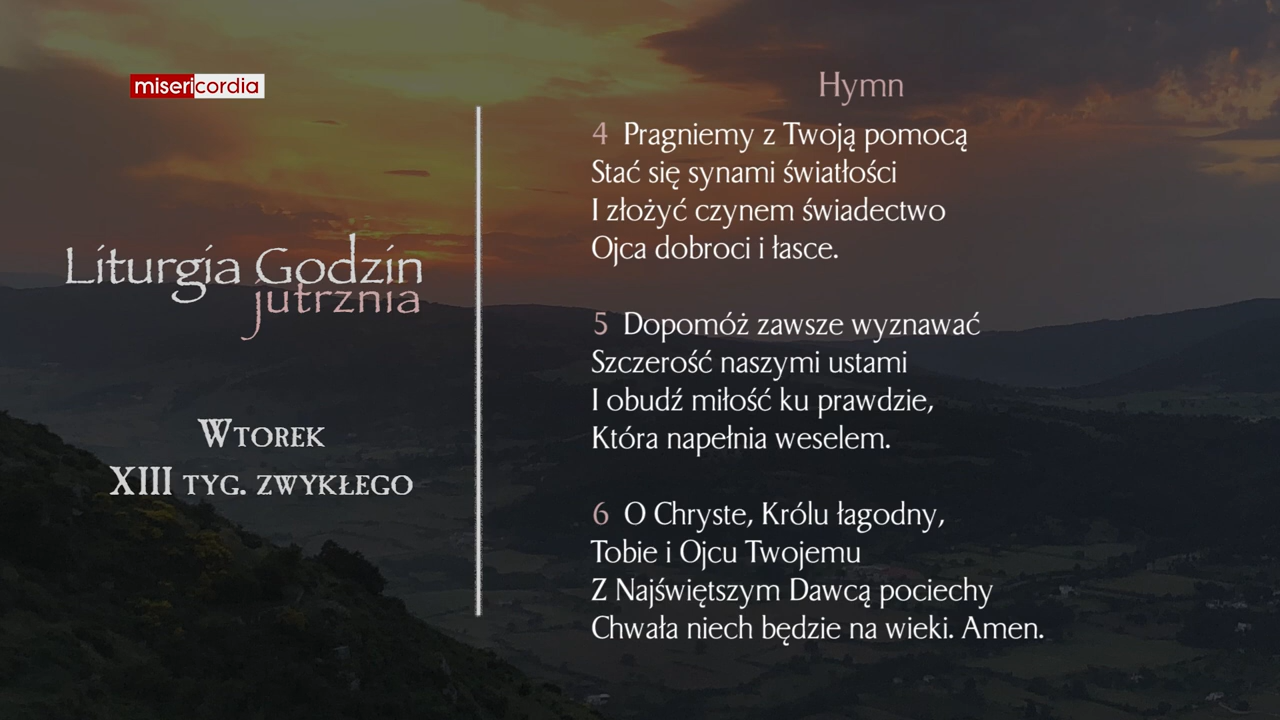 misericordia
Liturgia Godzin
jutrznia
Wtorek
XIII tyg. zwykłego
Hymn
4 Pragniemy z Twoją pomocą
Stać się synami światłości
I złożyć czynem świadectwo
Ojca dobroci i łasce.
5 Dopomóż zawsze wyznawać
Szczerość naszymi ustami
I obudź miłość ku prawdzie,
Która napełnia weselem.
6 O Chryste, Królu łagodny,
Tobie i Ojcu Twojemu
Z Najświętszym Dawcą pociechy
Chwała niech będzie na wieki. Amen.